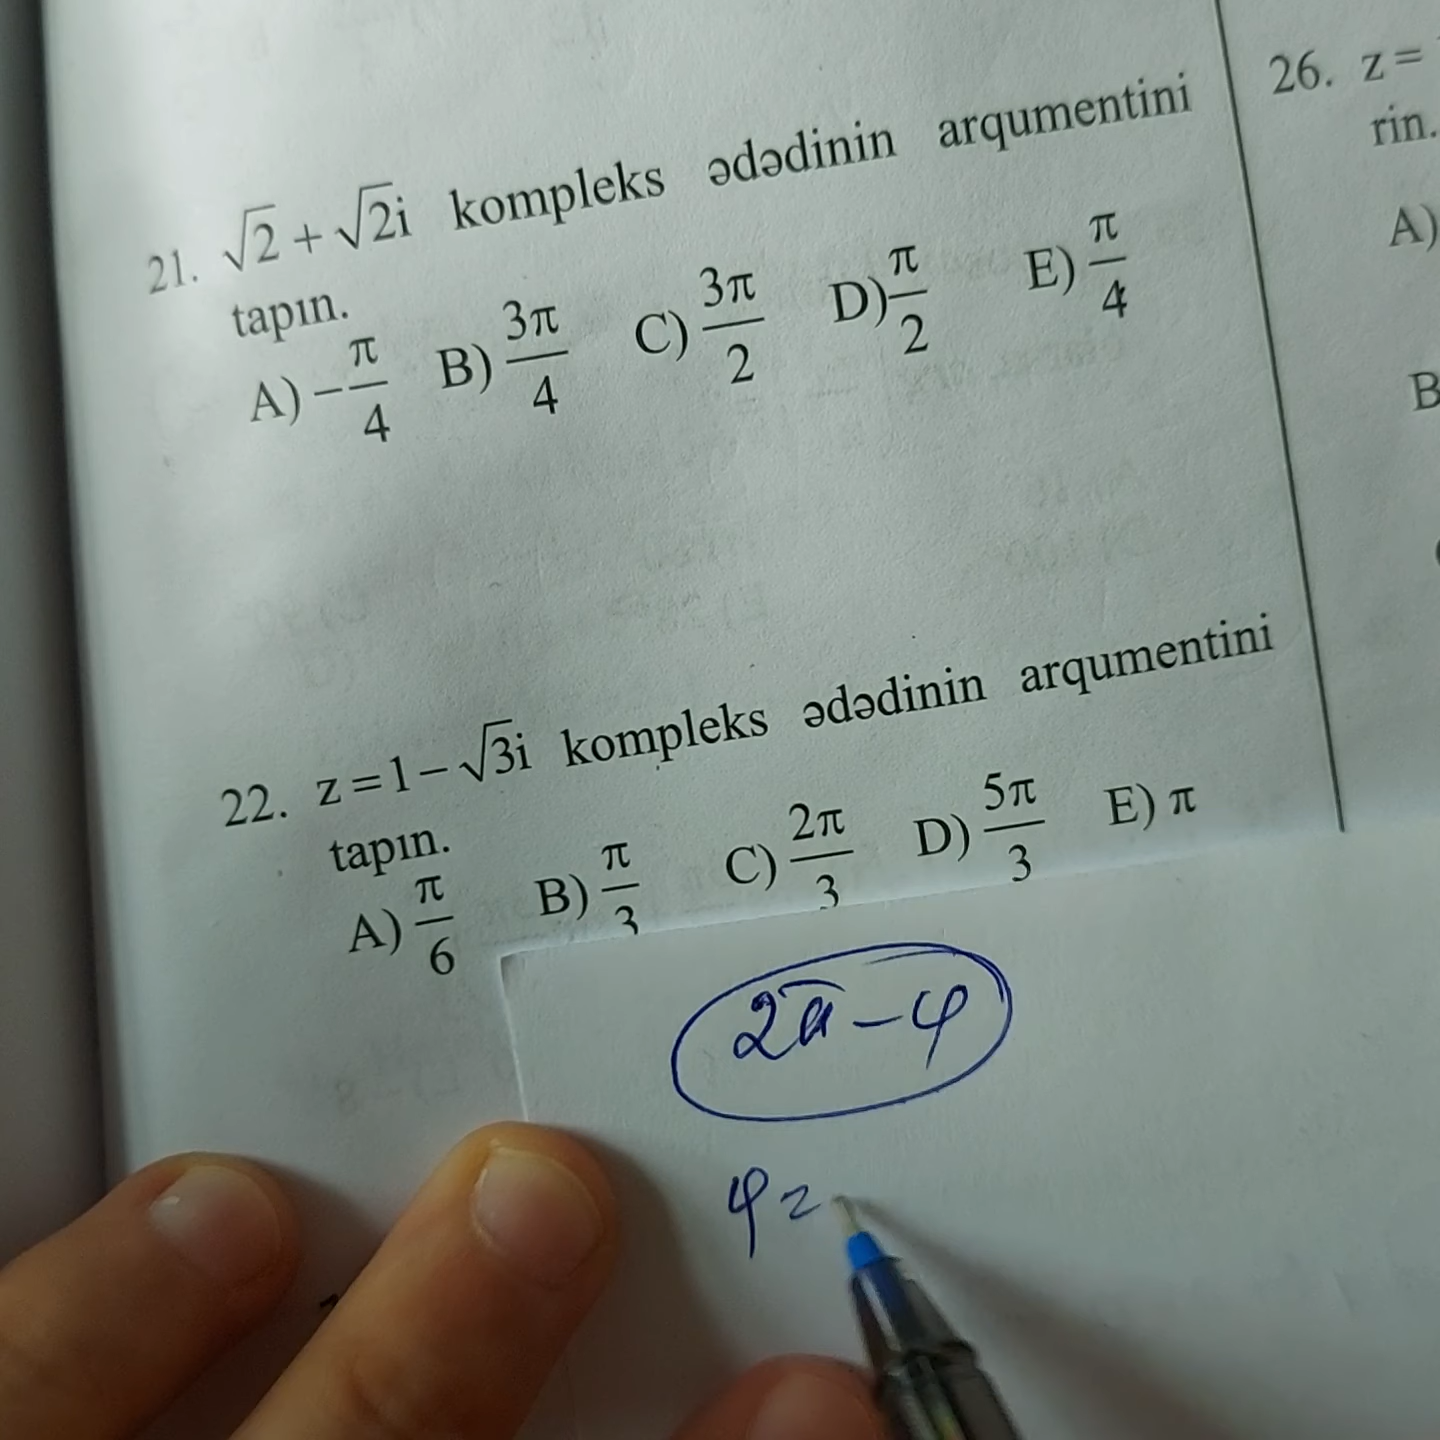 21. √2 + √2i kompleks ədədinin arqumentini
tapın.
A) −π/4 B) 3π/4 C) 3π/2 D) π/2 E) π/4
22. z = 1 − √3i kompleks ədədinin arqumentini
tapın.
A) π/6 B) π/3 C) 2π/3 D) 5π/3 E) π
2π − φ
φ =
26. z =
rin.
A)
B